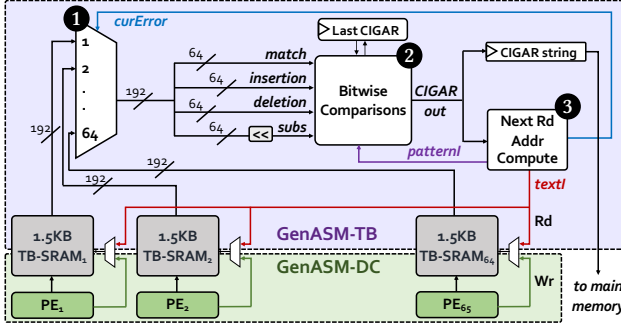 1
curError
1
2
.
.
64
192
192
192
192
64
64
64
64
match
insertion
deletion
<<
subs
Last CIGAR
2
Bitwise
Comparisons
CIGAR
out
CIGAR string
3
Next Rd
Addr
Compute
patternI
textI
1.5KB
TB-SRAM1
1.5KB
TB-SRAM2
1.5KB
TB-SRAM64
Rd
GenASM-TB
GenASM-DC
Wr
PE1
PE2
PE65
to main
memory